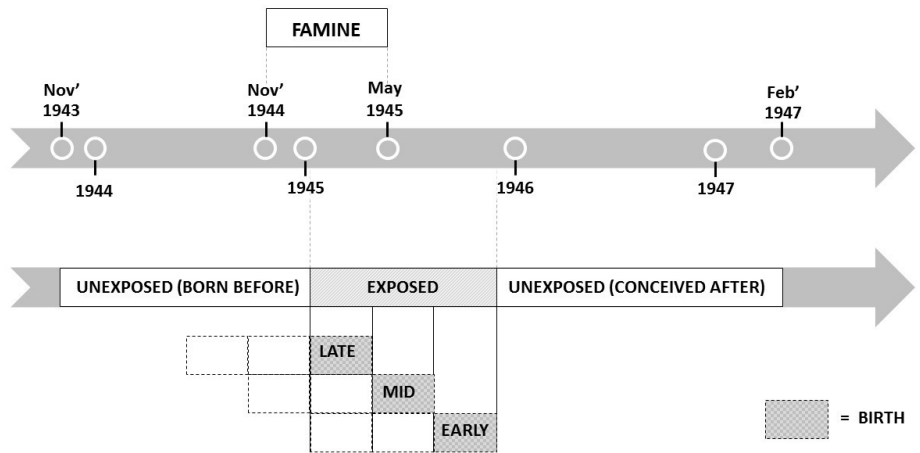 FAMINE
Nov'
1943
Nov'
1944
May
1945
Feb'
1947
1944
1945
1946
1947
UNEXPOSED (BORN BEFORE)
EXPOSED
UNEXPOSED (CONCEIVED AFTER)
LATE
MID
EARLY
= BIRTH